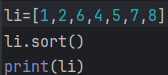 li=[1,2,6,4,5,7,8]
li.sort()
print(li)